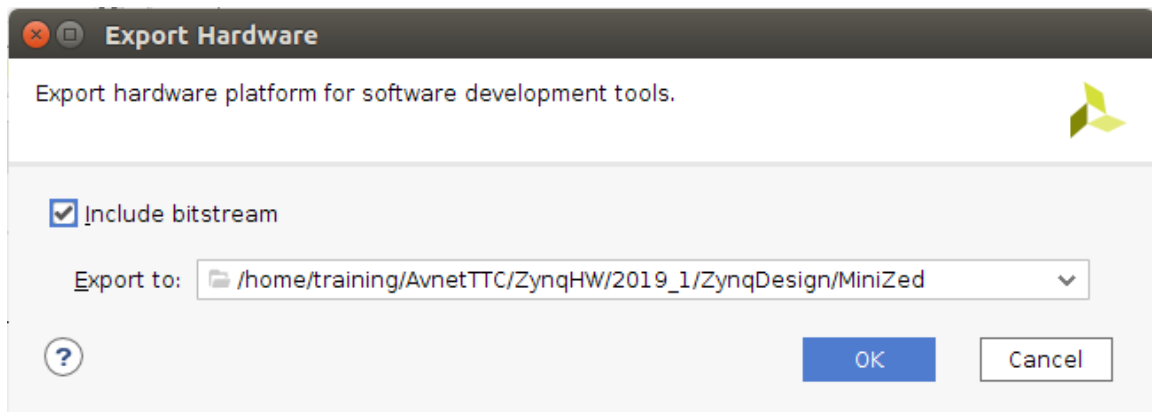 Export Hardware
Export hardware platform for software development tools.
Include bitstream
Export to: /home/training/AvnetTTC/ZynqHW/2019_1/ZynqDesign/MiniZed
?
OK
Cancel